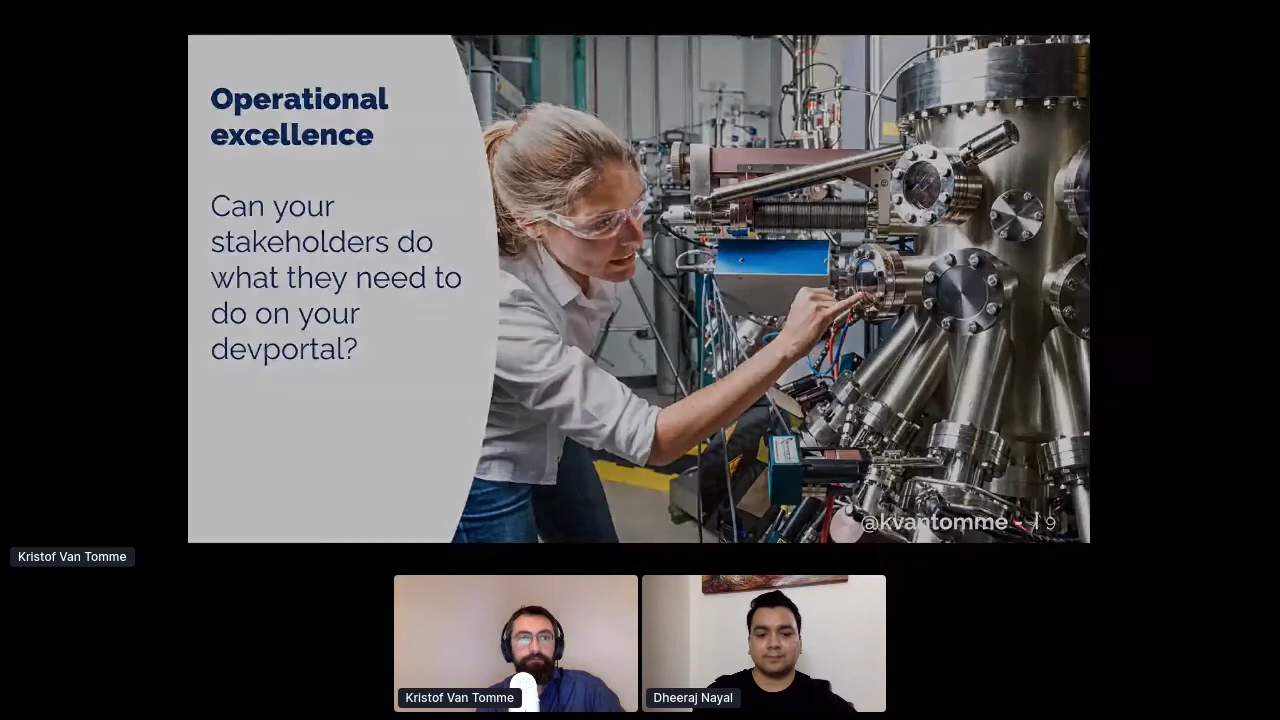 Operational
excellence
Can your
stakeholders do
what they need to
do on your
devportal?
@kvantomme
| 9
Kristof Van Tomme
Kristof Van Tomme
Dheeraj Nayal